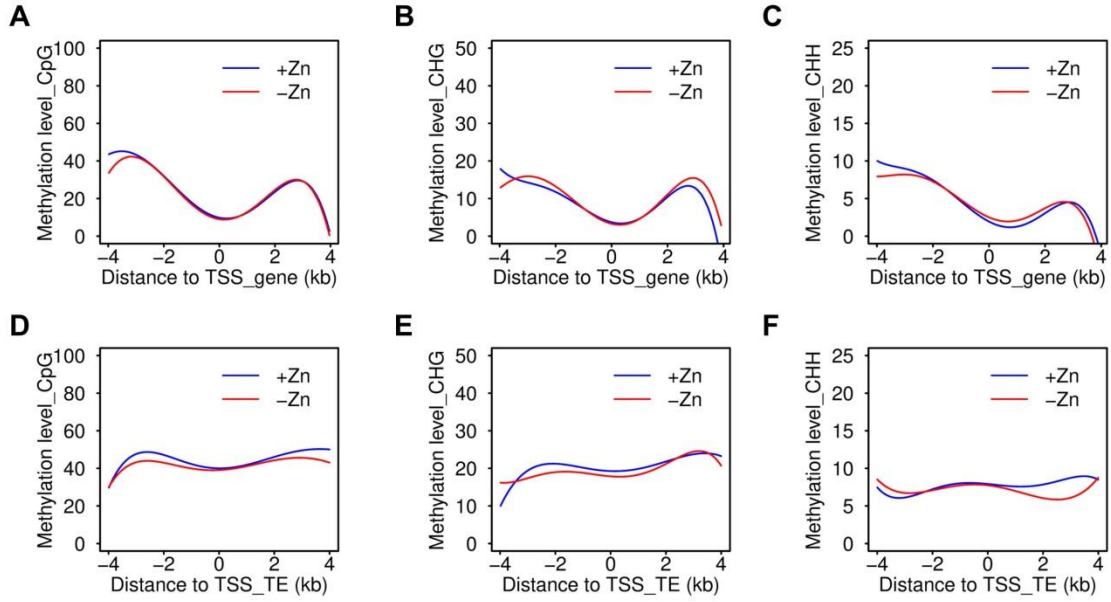 A
Methylation level_CpG
100
80
60
40
20
0
+Zn
−Zn
−4 −2 0 2 4
Distance to TSS_gene (kb)
B
Methylation level_CHG
50
40
30
20
10
0
+Zn
−Zn
−4 −2 0 2 4
Distance to TSS_gene (kb)
C
Methylation level_CHH
25
20
15
10
5
0
+Zn
−Zn
−4 −2 0 2 4
Distance to TSS_gene (kb)
D
Methylation level_CpG
100
80
60
40
20
0
+Zn
−Zn
−4 −2 0 2 4
Distance to TSS_TE (kb)
E
Methylation level_CHG
50
40
30
20
10
0
+Zn
−Zn
−4 −2 0 2 4
Distance to TSS_TE (kb)
F
Methylation level_CHH
25
20
15
10
5
0
+Zn
−Zn
−4 −2 0 2 4
Distance to TSS_TE (kb)